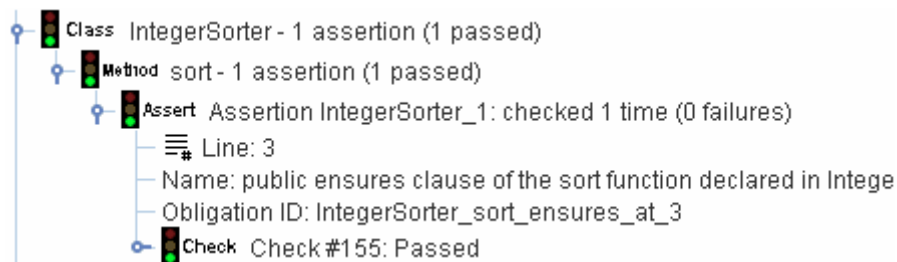 Class IntegerSorter - 1 assertion (1 passed)
Method sort - 1 assertion (1 passed)
Assert Assertion IntegerSorter_1: checked 1 time (0 failures)
Line: 3
Name: public ensures clause of the sort function declared in Intege
Obligation ID: IntegerSorter_sort_ensures_at_3
Check Check #155: Passed